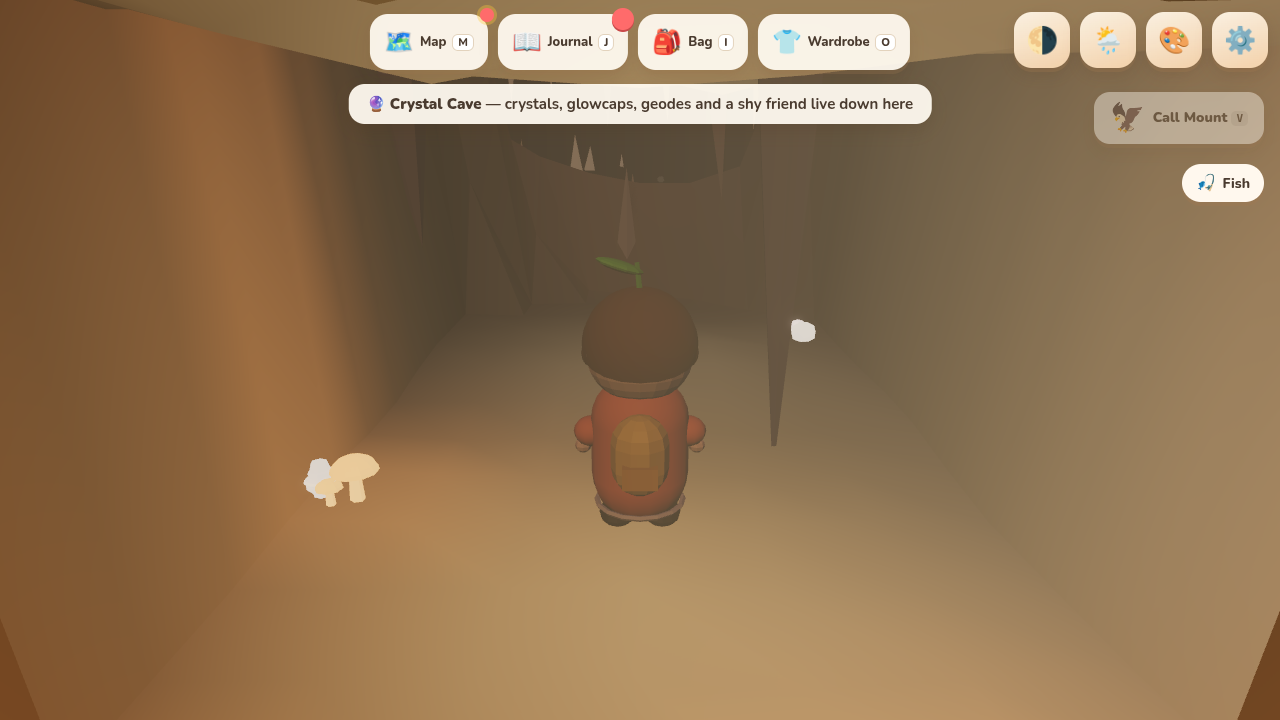 Map M Journal J Bag I Wardrobe O
Crystal Cave — crystals, glowcaps, geodes and a shy friend live down here
Call Mount V
Fish